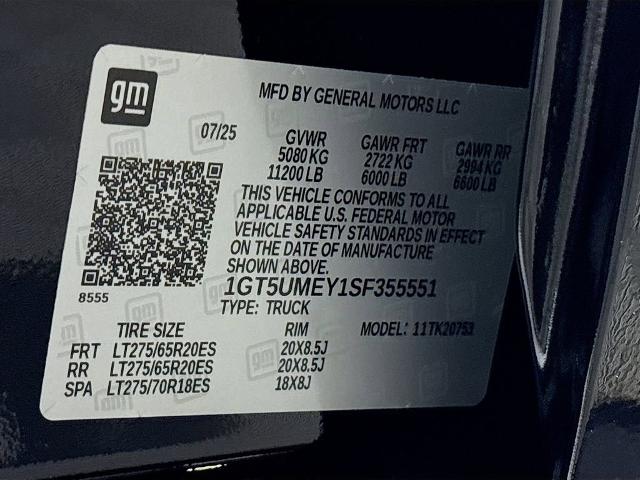 gm
MFD BY GENERAL MOTORS LLC
07/25 GVWR GAWR FRT GAWR RR
5080 KG 2722 KG 2994 KG
11200 LB 6000 LB 6600 LB
THIS VEHICLE CONFORMS TO ALL
APPLICABLE U.S. FEDERAL MOTOR
VEHICLE SAFETY STANDARDS IN EFFECT
ON THE DATE OF MANUFACTURE
SHOWN ABOVE.
8555
1GT5UMEY1SF355551
TYPE: TRUCK
TIRE SIZE RIM MODEL: 11TK20753
FRT LT275/65R20ES 20X8.5J
RR LT275/65R20ES 20X8.5J
SPA LT275/70R18ES 18X8J